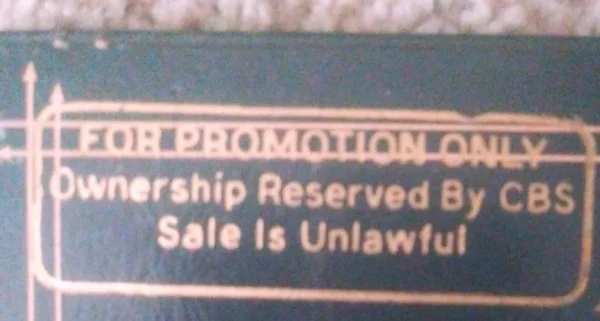 FOR PROMOTION ONLY
Ownership Reserved By CBS
Sale Is Unlawful